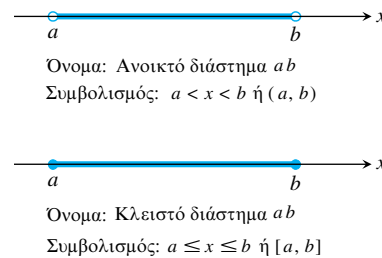 x
a b
Όνομα: Ανοικτό διάστημα ab
Συμβολισμός: a < x < b ή (a, b)
x
a b
Όνομα: Κλειστό διάστημα ab
Συμβολισμός: a ≤ x ≤ b ή [a, b]